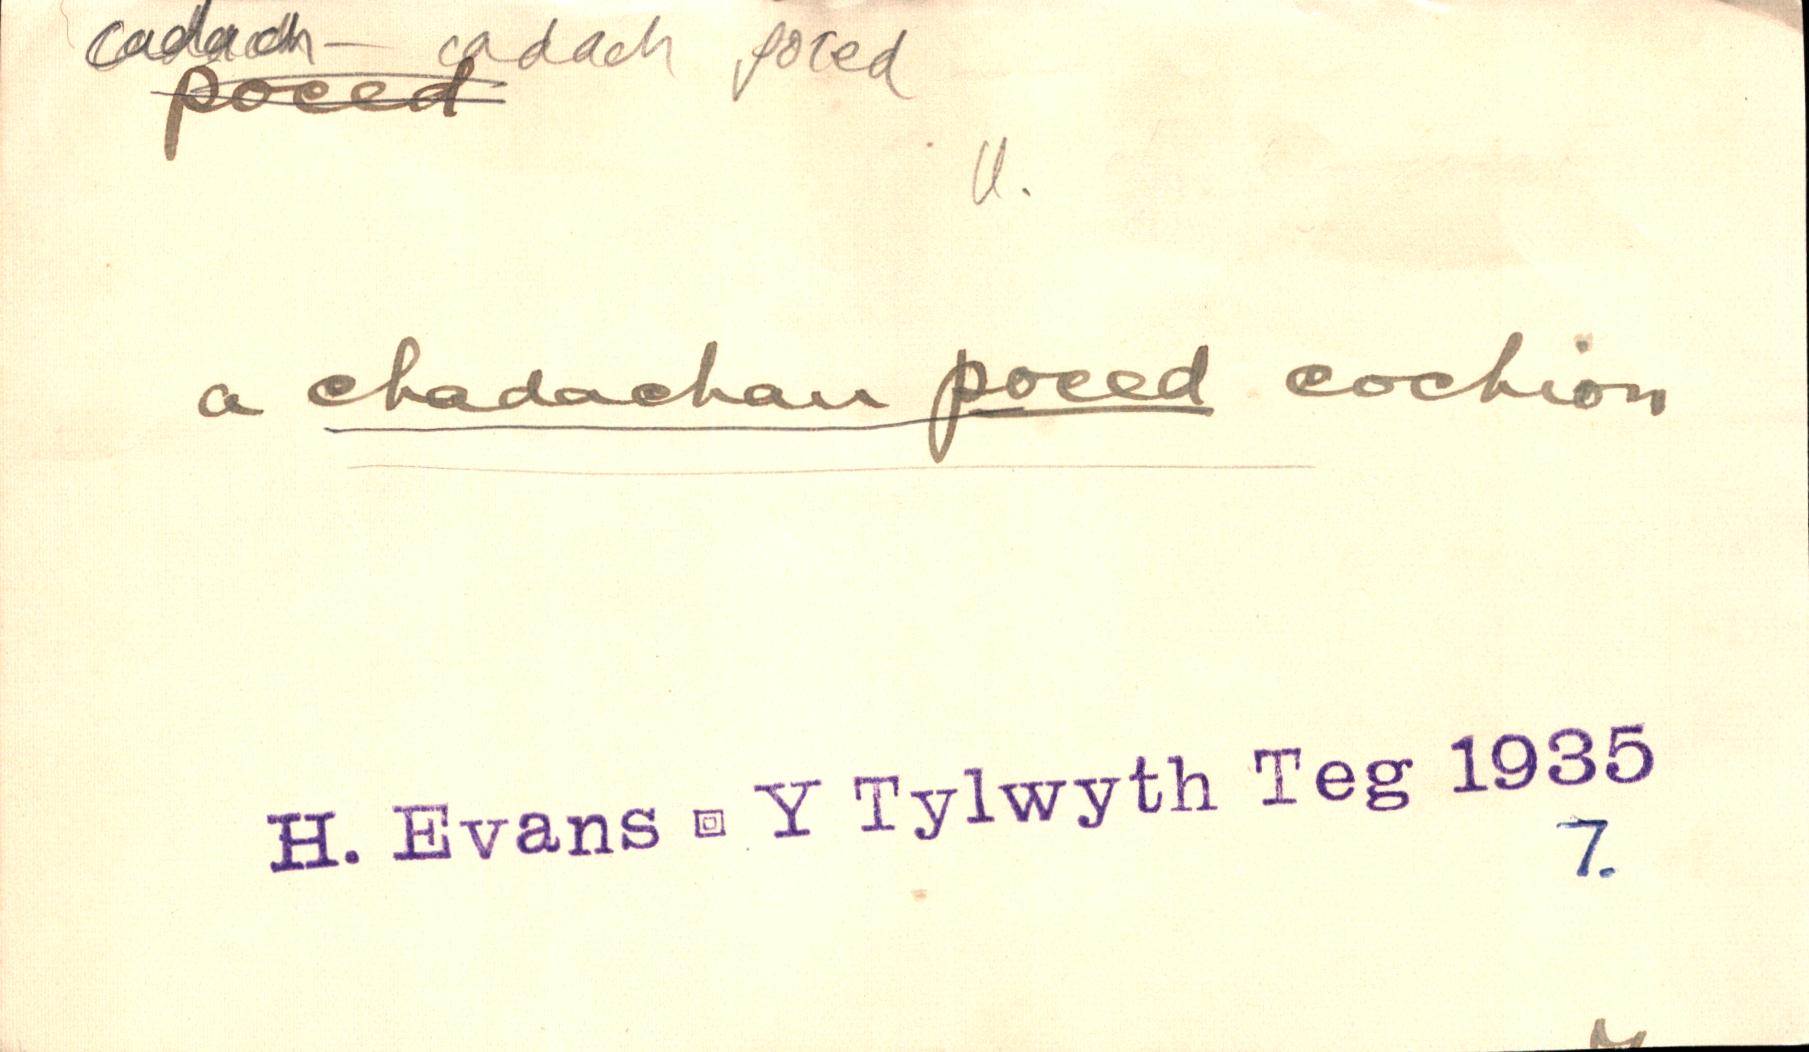 cadach — cadach poced
poced
ll.
a chadachau poced cochion
H. Evans ▣ Y Tylwyth Teg 1935
7.